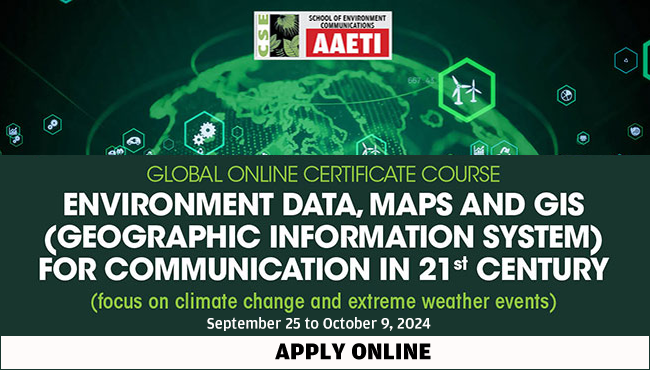 CSE
SCHOOL OF ENVIRONMENT
COMMUNICATIONS
AAETI
667.44
GLOBAL ONLINE CERTIFICATE COURSE
ENVIRONMENT DATA, MAPS AND GIS
(GEOGRAPHIC INFORMATION SYSTEM)
FOR COMMUNICATION IN 21st CENTURY
(focus on climate change and extreme weather events)
September 25 to October 9, 2024
APPLY ONLINE